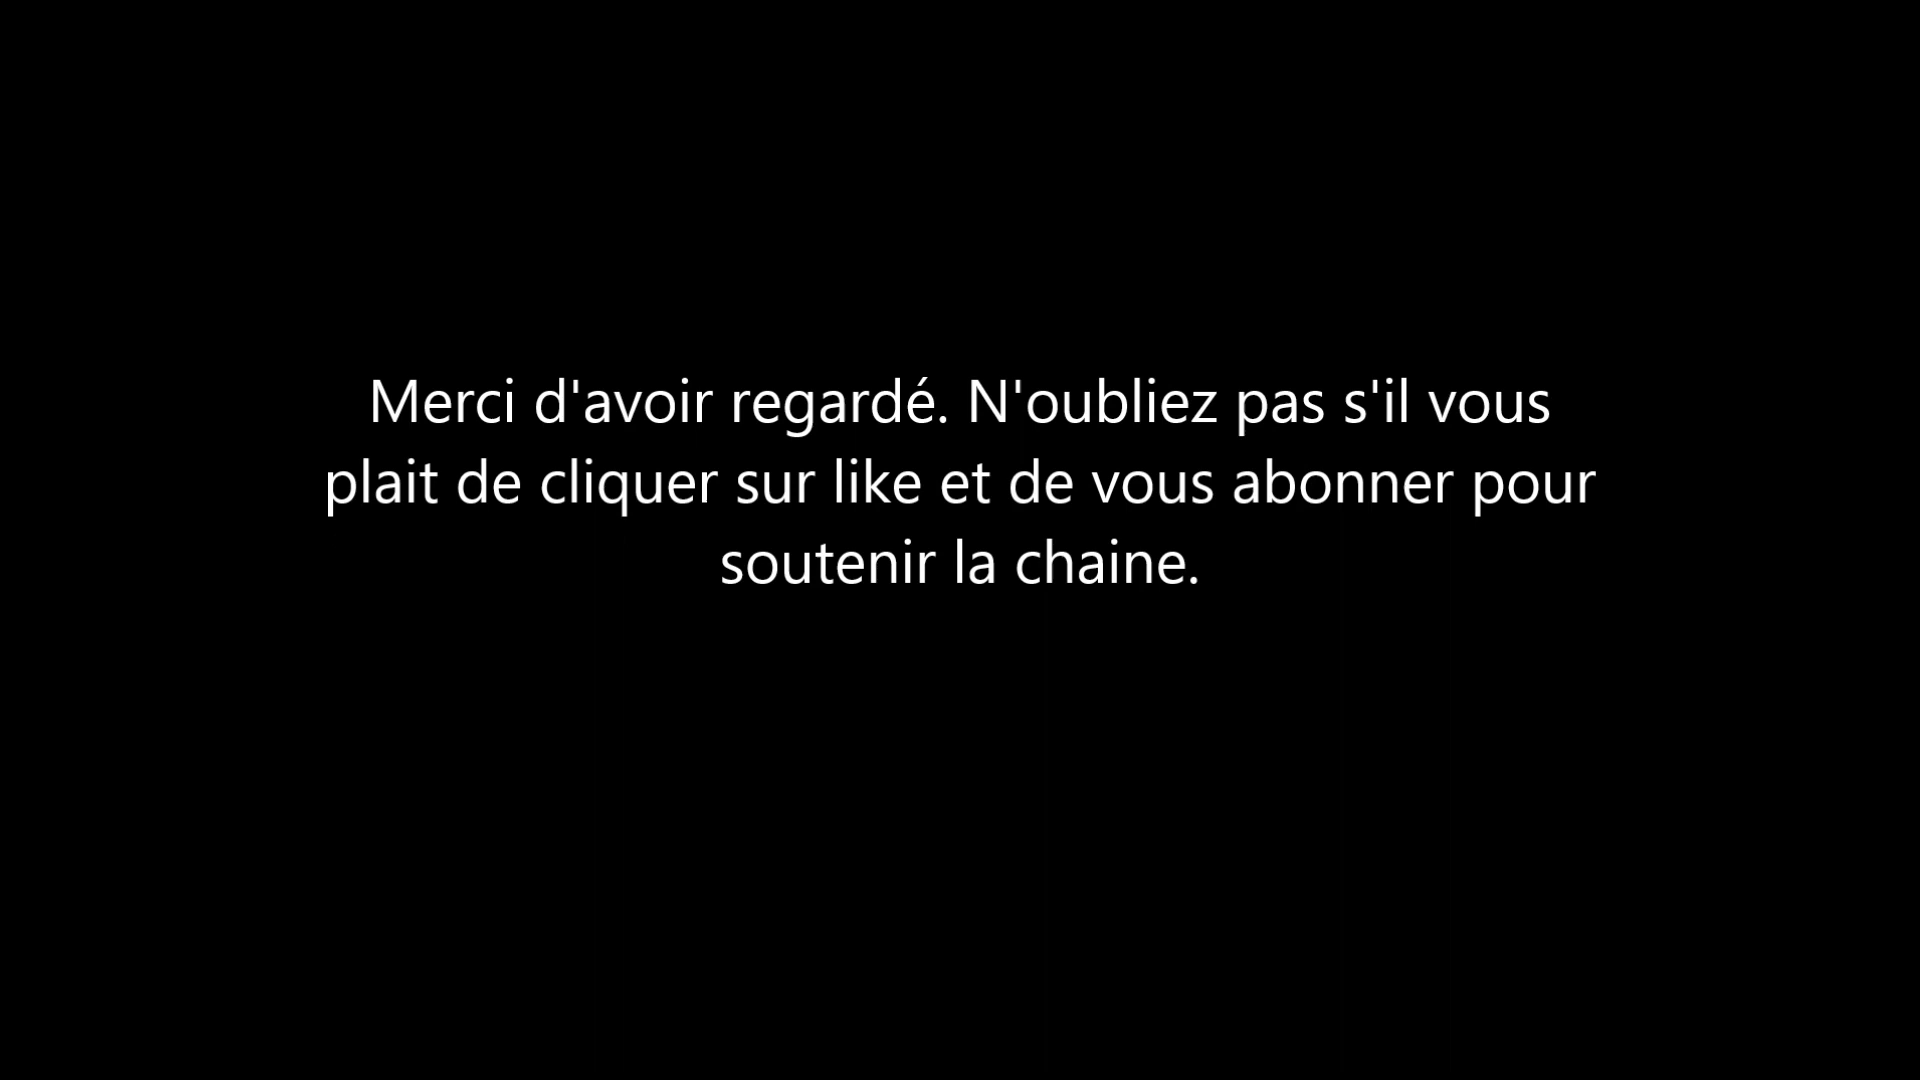 Merci d'avoir regardé. N'oubliez pas s'il vous
plait de cliquer sur like et de vous abonner pour
soutenir la chaine.